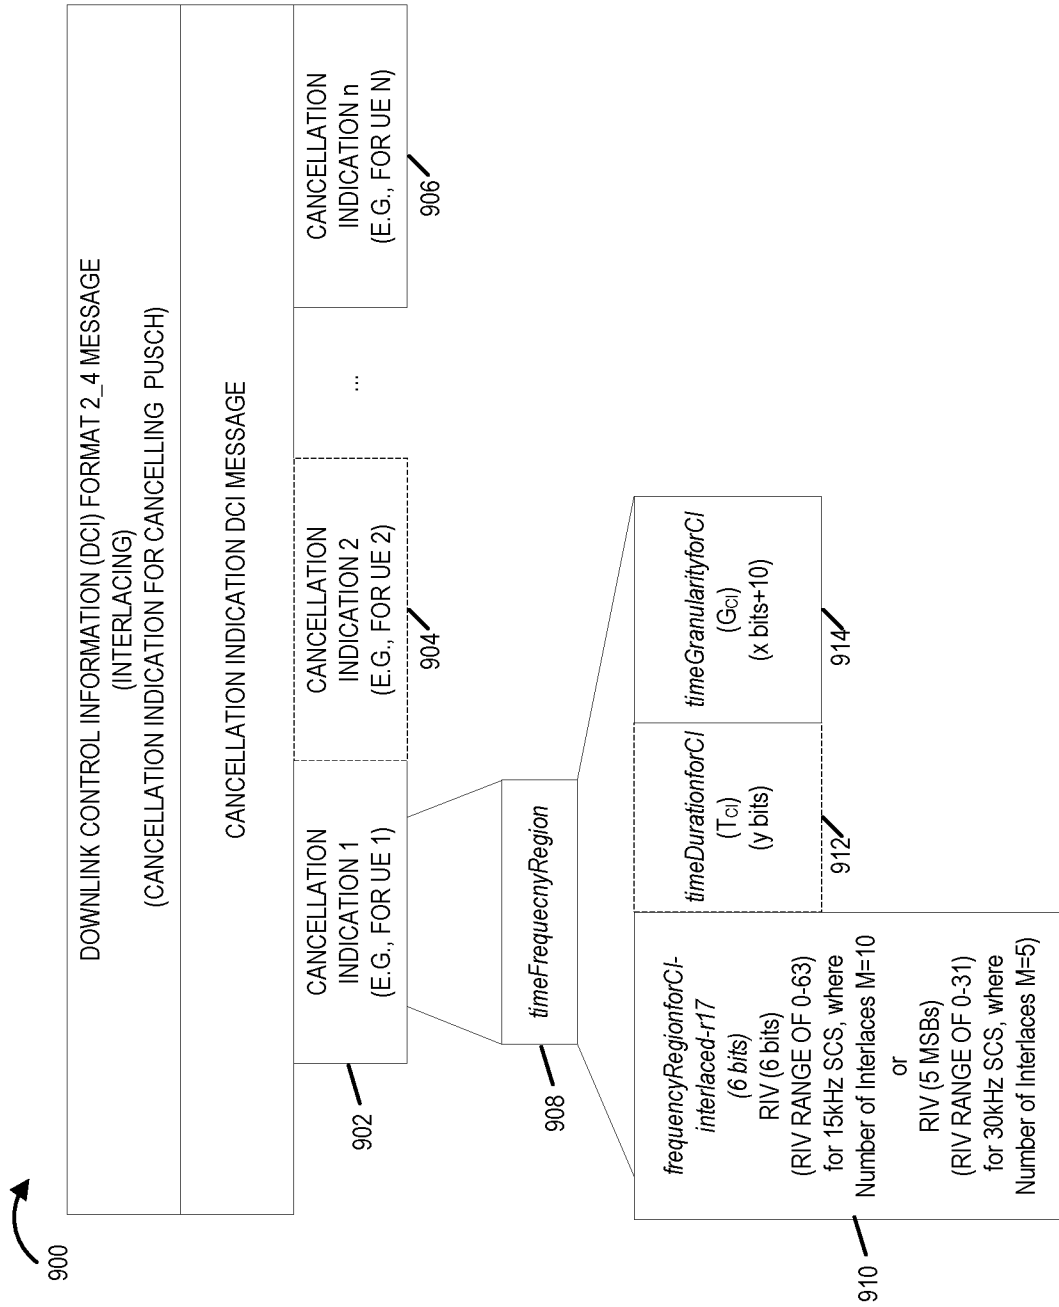 900
DOWNLINK CONTROL INFORMATION (DCI) FORMAT 2_4 MESSAGE
(INTERLACING)
(CANCELLATION INDICATION FOR CANCELLING PUSCH)
CANCELLATION INDICATION DCI MESSAGE
CANCELLATION
INDICATION 1
(E.G., FOR UE 1)
902
CANCELLATION
INDICATION 2
(E.G., FOR UE 2)
904
...
CANCELLATION
INDICATION n
(E.G., FOR UE N)
906
timeFrequecnyRegion
908
frequencyRegionforCI-
interlaced-r17
(6 bits)
RIV (6 bits)
(RIV RANGE OF 0-63)
for 15kHz SCS, where
Number of Interlaces M=10
or
RIV (5 MSBs)
(RIV RANGE OF 0-31)
for 30kHz SCS, where
Number of Interlaces M=5)
910
timeDurationforCI
(TCI)
(y bits)
912
timeGranularityforCI
(GCI)
(x bits+10)
914